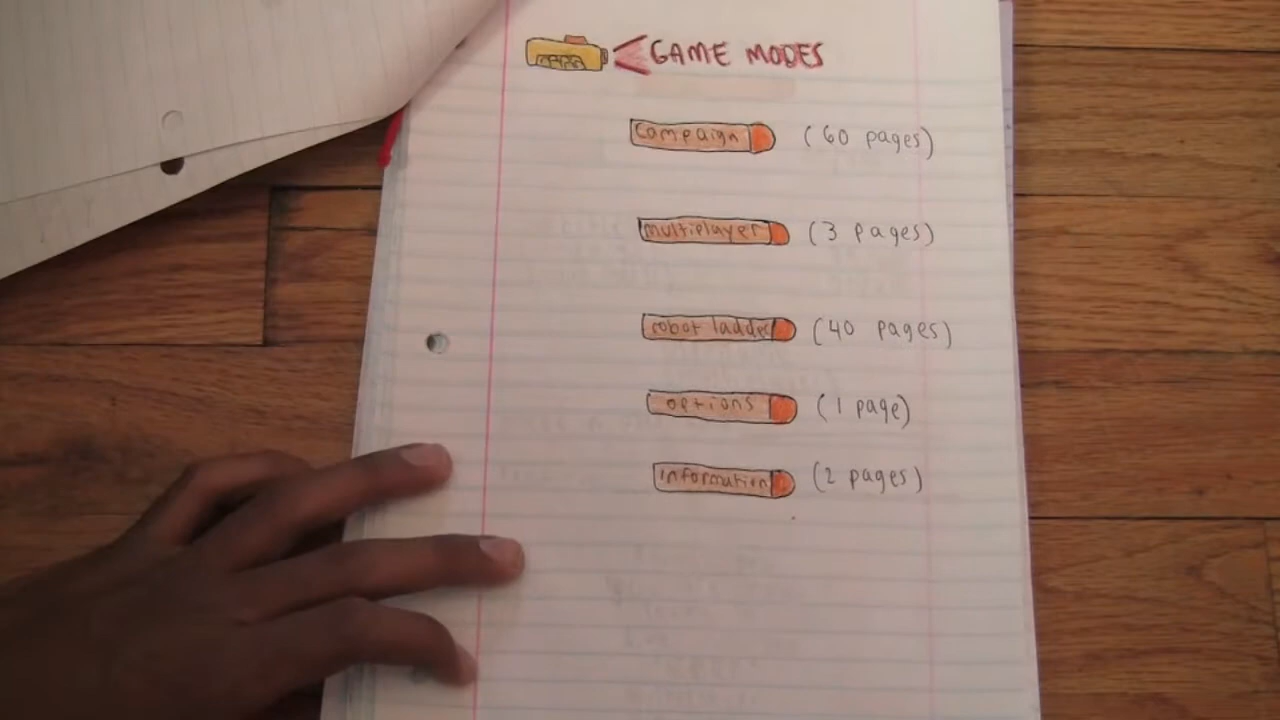 GAME MODES
campaign (60 pages)
multiplayer (3 pages)
robot ladder (40 pages)
options (1 page)
information (2 pages)